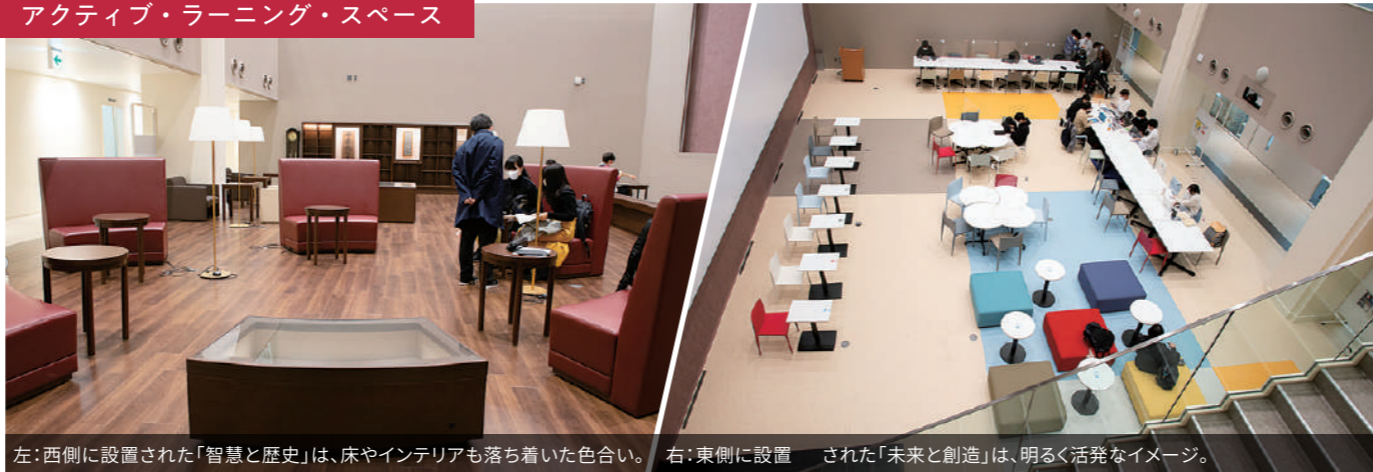 アクティブ・ラーニング・スペース
左：西側に設置された「智慧と歴史」は、床やインテリアも落ち着いた色合い。 右：東側に設置　された「未来と創造」は、明るく活発なイメージ。